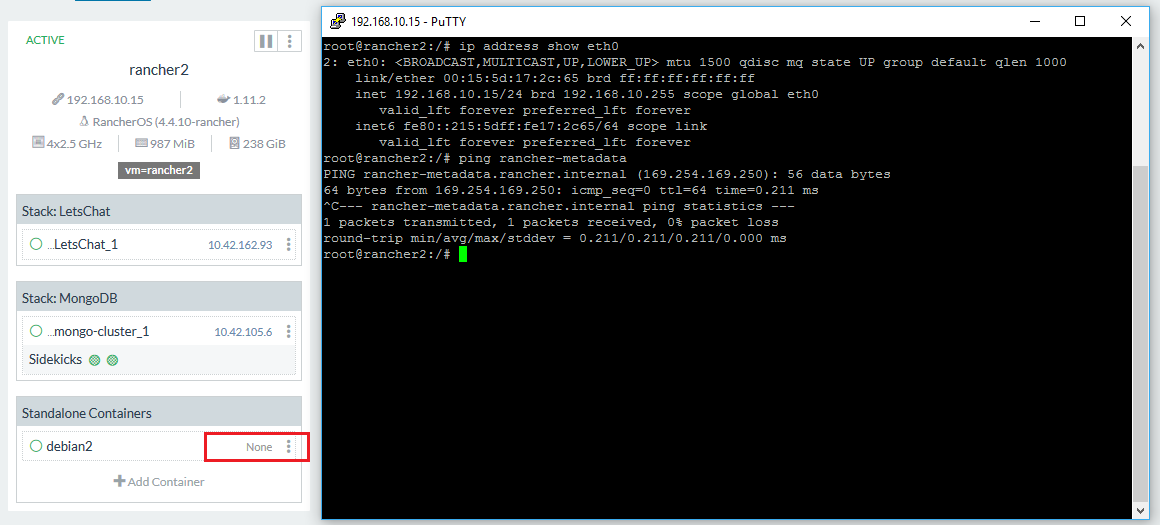 ACTIVE
rancher2
192.168.10.15 1.11.2
RancherOS (4.4.10-rancher)
4x2.5 GHz 987 MiB 238 GiB
vm=rancher2
Stack: LetsChat
...LetsChat_1 10.42.162.93
Stack: MongoDB
...mongo-cluster_1 10.42.105.6
Sidekicks
Standalone Containers
debian2 None
Add Container
192.168.10.15 - PuTTY
root@rancher2:/# ip address show eth0
2: eth0: <BROADCAST,MULTICAST,UP,LOWER_UP> mtu 1500 qdisc mq state UP group default qlen 1000
link/ether 00:15:5d:17:2c:65 brd ff:ff:ff:ff:ff:ff
inet 192.168.10.15/24 brd 192.168.10.255 scope global eth0
valid_lft forever preferred_lft forever
inet6 fe80::215:5dff:fe17:2c65/64 scope link
valid_lft forever preferred_lft forever
root@rancher2:/# ping rancher-metadata
PING rancher-metadata.rancher.internal (169.254.169.250): 56 data bytes
64 bytes from 169.254.169.250: icmp_seq=0 ttl=64 time=0.211 ms
^C--- rancher-metadata.rancher.internal ping statistics ---
1 packets transmitted, 1 packets received, 0% packet loss
round-trip min/avg/max/stddev = 0.211/0.211/0.211/0.000 ms
root@rancher2:/#